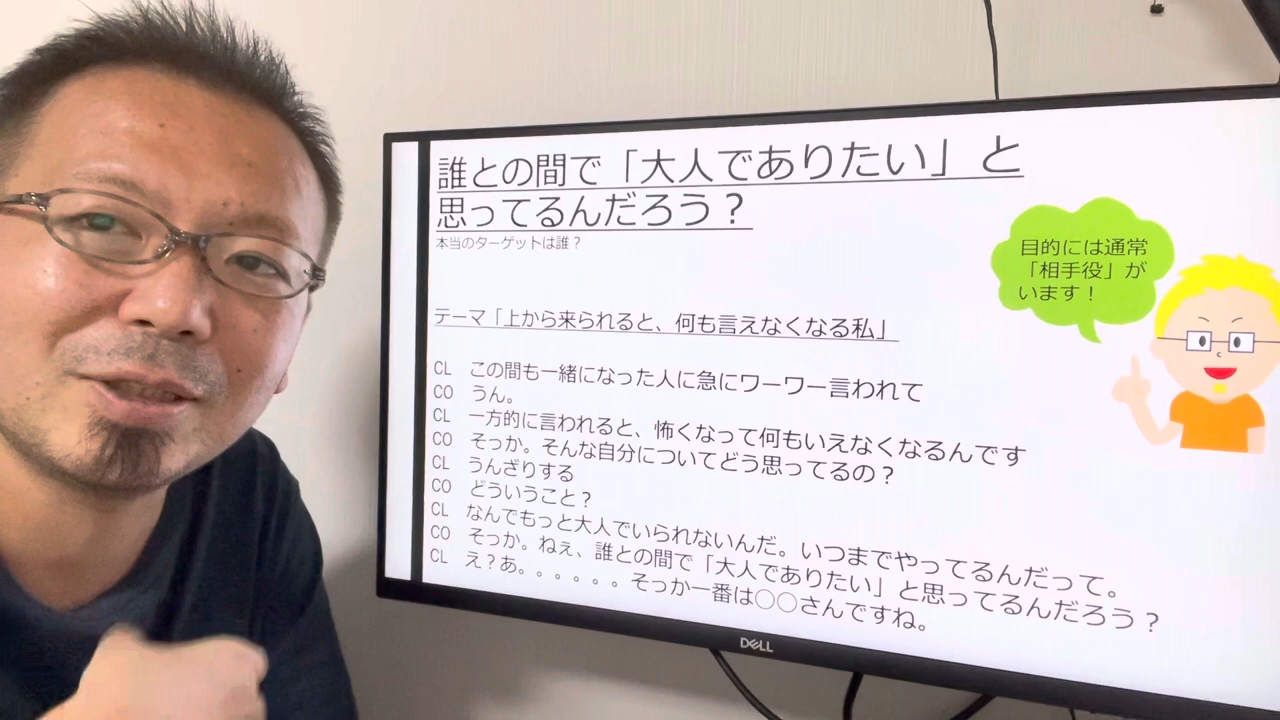 誰との間で「大人でありたい」と
思ってるんだろう？
本当のターゲットは誰？
目的には通常
「相手役」が
います！
テーマ「上から来られると、何も言えなくなる私」
CL この間も一緒になった人に急にワーワー言われて
CO うん。
CL 一方的に言われると、怖くなって何もいえなくなるんです
CO そっか。そんな自分についてどう思ってるの？
CL うんざりする
CO どういうこと？
CL なんでもっと大人でいられないんだ。いつまでやってるんだって。
CO そっか。ねぇ、誰との間で「大人でありたい」と思ってるんだろう？
CL え？あ。。。。。。そっか一番は〇〇さんですね。
DELL